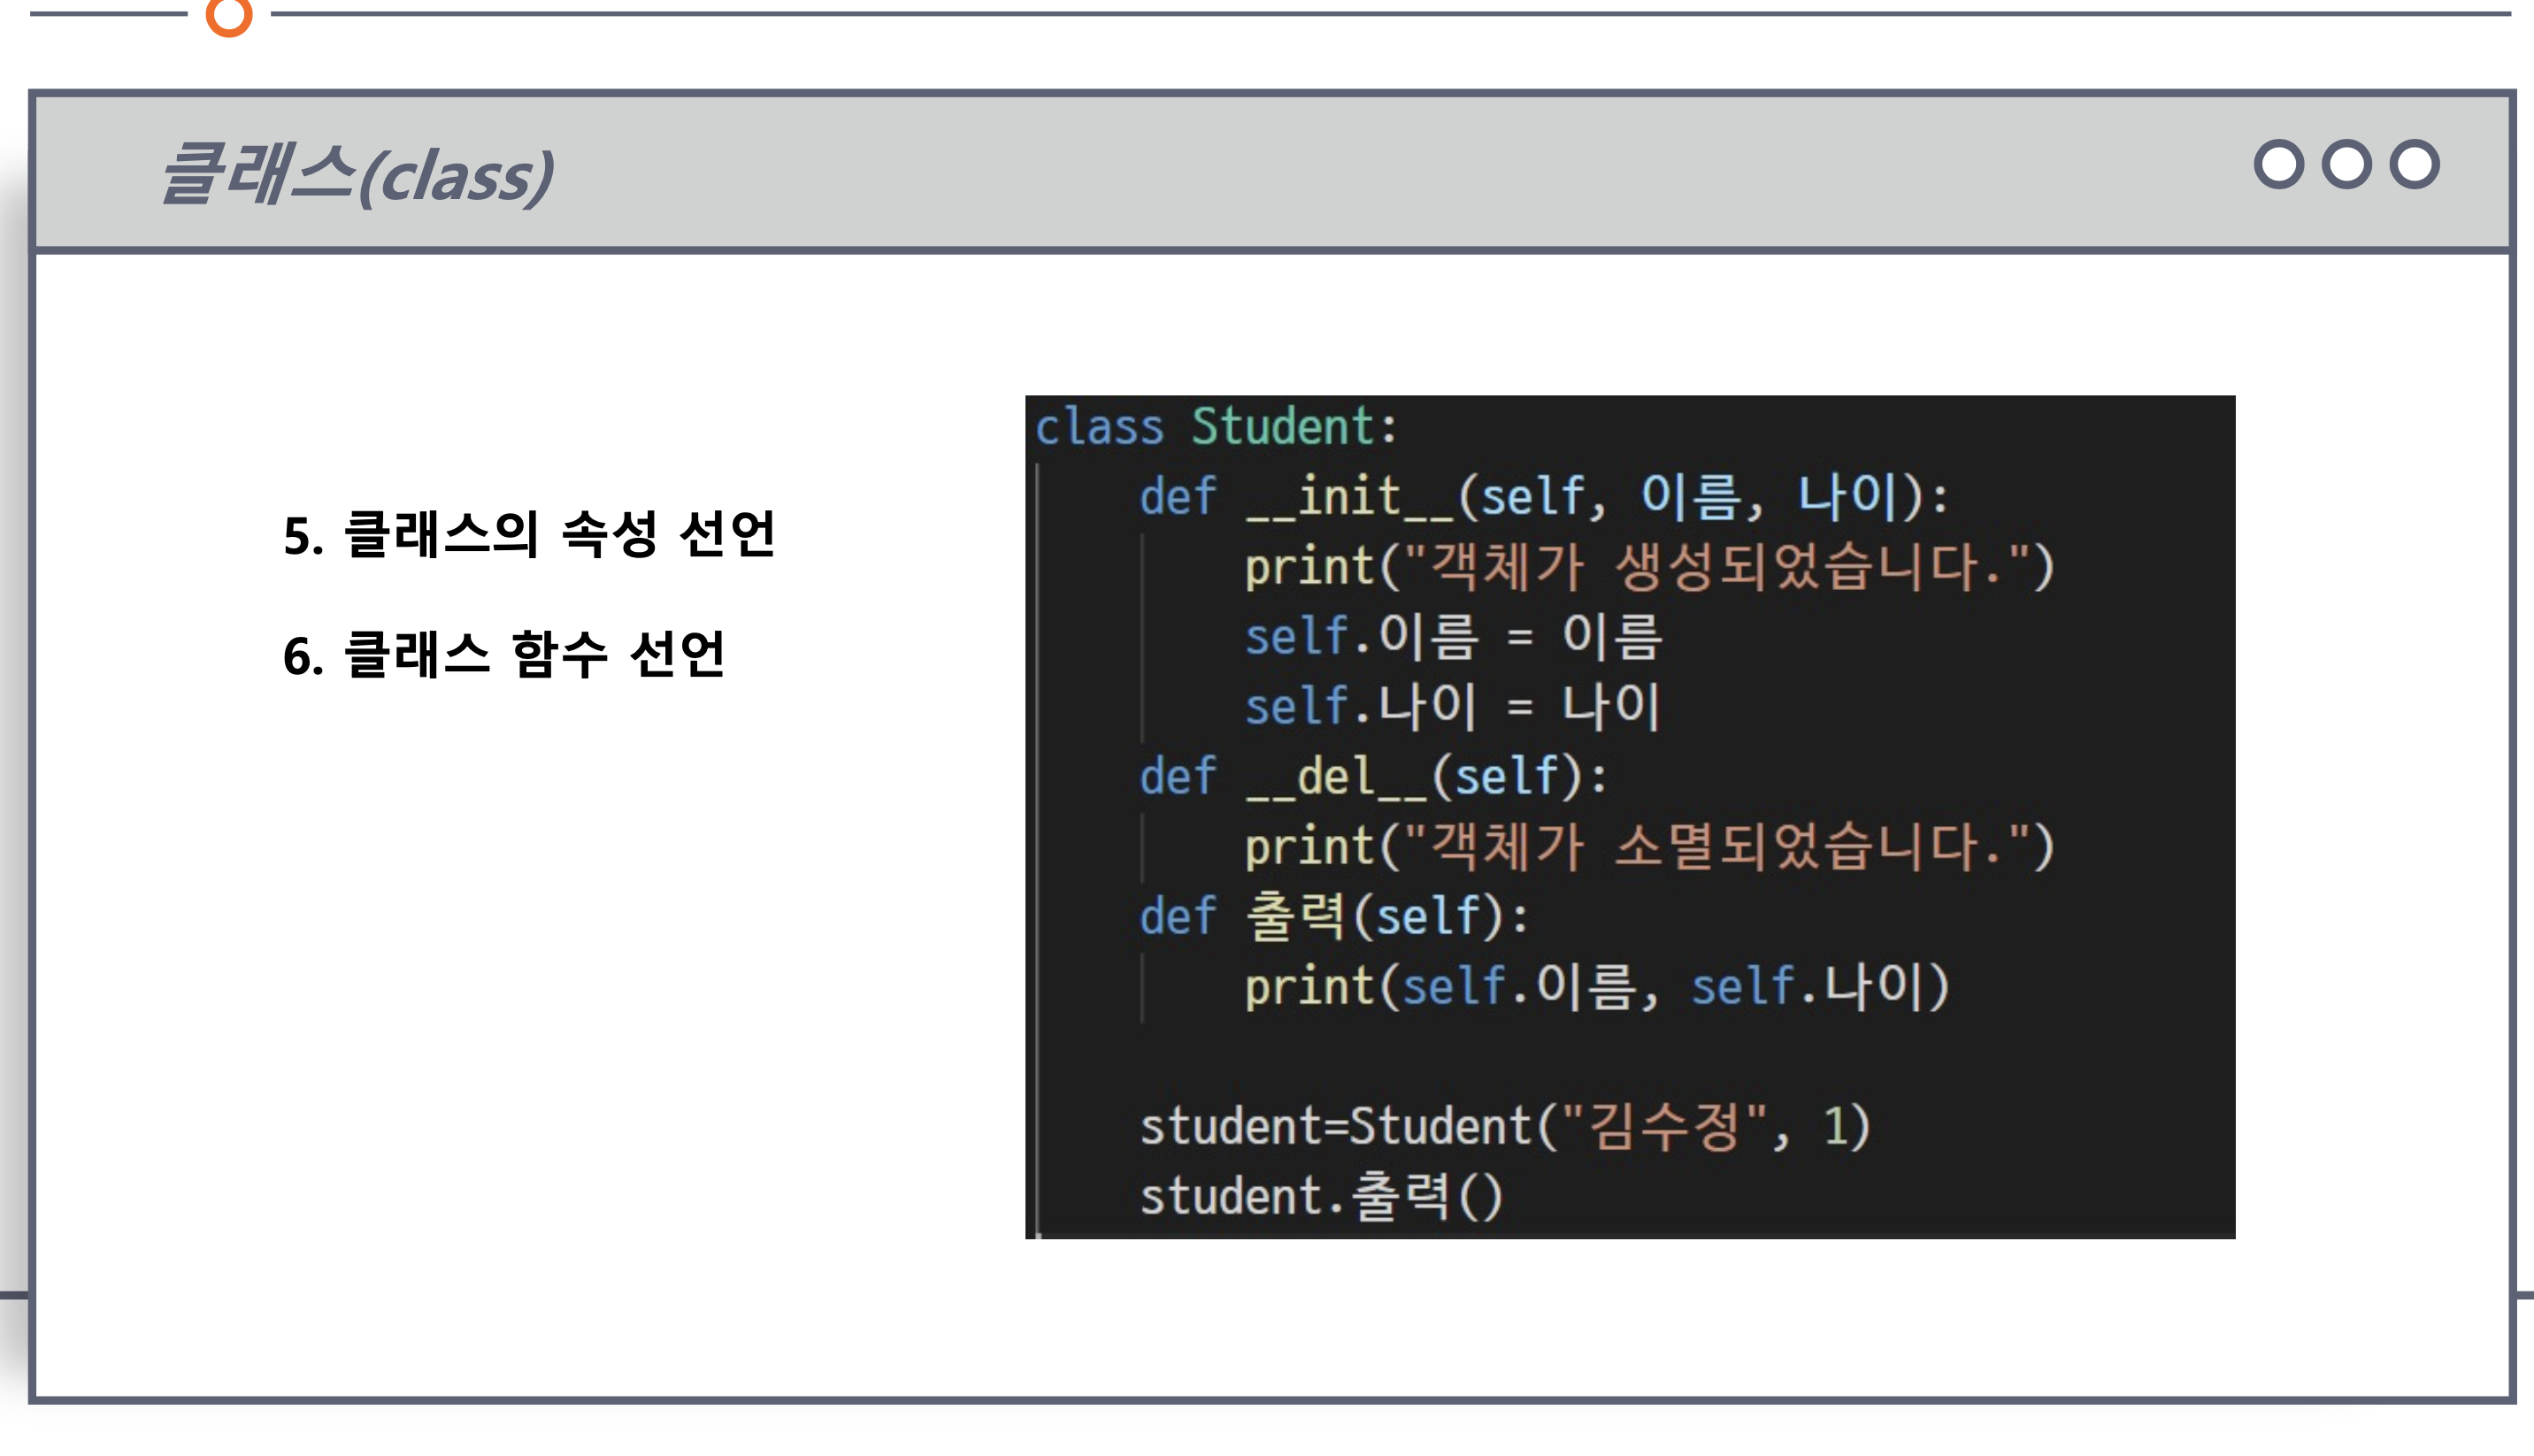 클래스(class)
5. 클래스의 속성 선언
6. 클래스 함수 선언
class Student:
    def __init__(self, 이름, 나이):
        print("객체가 생성되었습니다.")
        self.이름 = 이름
        self.나이 = 나이
    def __del__(self):
        print("객체가 소멸되었습니다.")
    def 출력(self):
        print(self.이름, self.나이)
    student=Student("김수정", 1)
    student.출력()